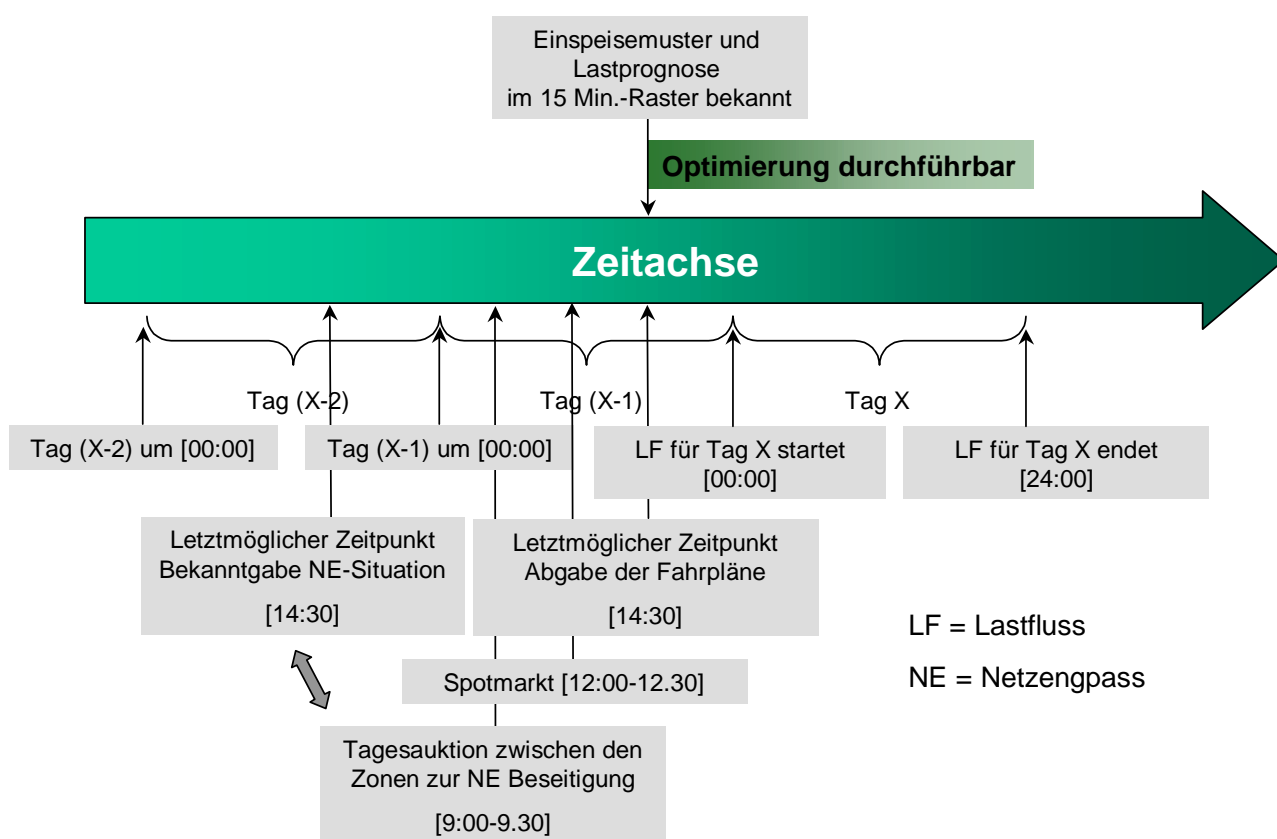 Einspeisemuster und
Lastprognose
im 15 Min.-Raster bekannt
Optimierung durchführbar
Zeitachse
Tag (X-2)
Tag (X-1)
Tag X
Tag (X-2) um [00:00]
Tag (X-1) um [00:00]
LF für Tag X startet
[00:00]
LF für Tag X endet
[24:00]
Letztmöglicher Zeitpunkt
Bekanntgabe NE-Situation
[14:30]
Letztmöglicher Zeitpunkt
Abgabe der Fahrpläne
[14:30]
LF = Lastfluss
NE = Netzengpass
Spotmarkt [12:00-12.30]
Tagesauktion zwischen den
Zonen zur NE Beseitigung
[9:00-9.30]